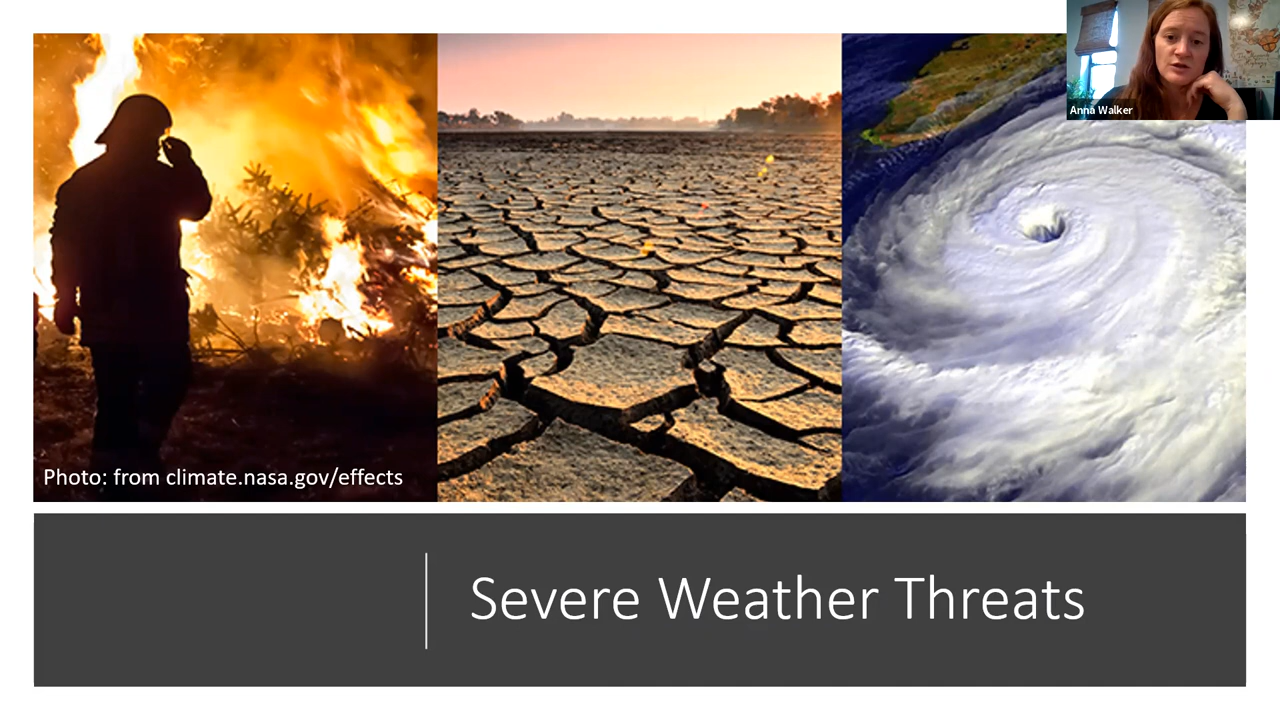 Anna Walker
Photo: from climate.nasa.gov/effects
Severe Weather Threats